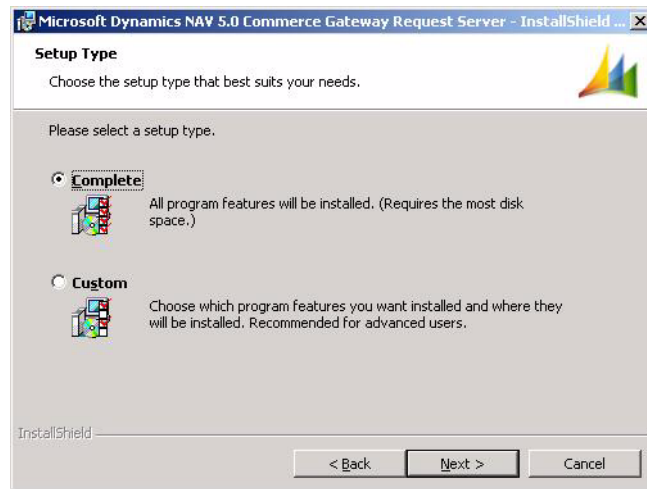 Microsoft Dynamics NAV 5.0 Commerce Gateway Request Server - InstallShield ...
Setup Type
Choose the setup type that best suits your needs.
Please select a setup type.
Complete
All program features will be installed. (Requires the most disk
space.)
Custom
Choose which program features you want installed and where they
will be installed. Recommended for advanced users.
InstallShield
< Back Next > Cancel